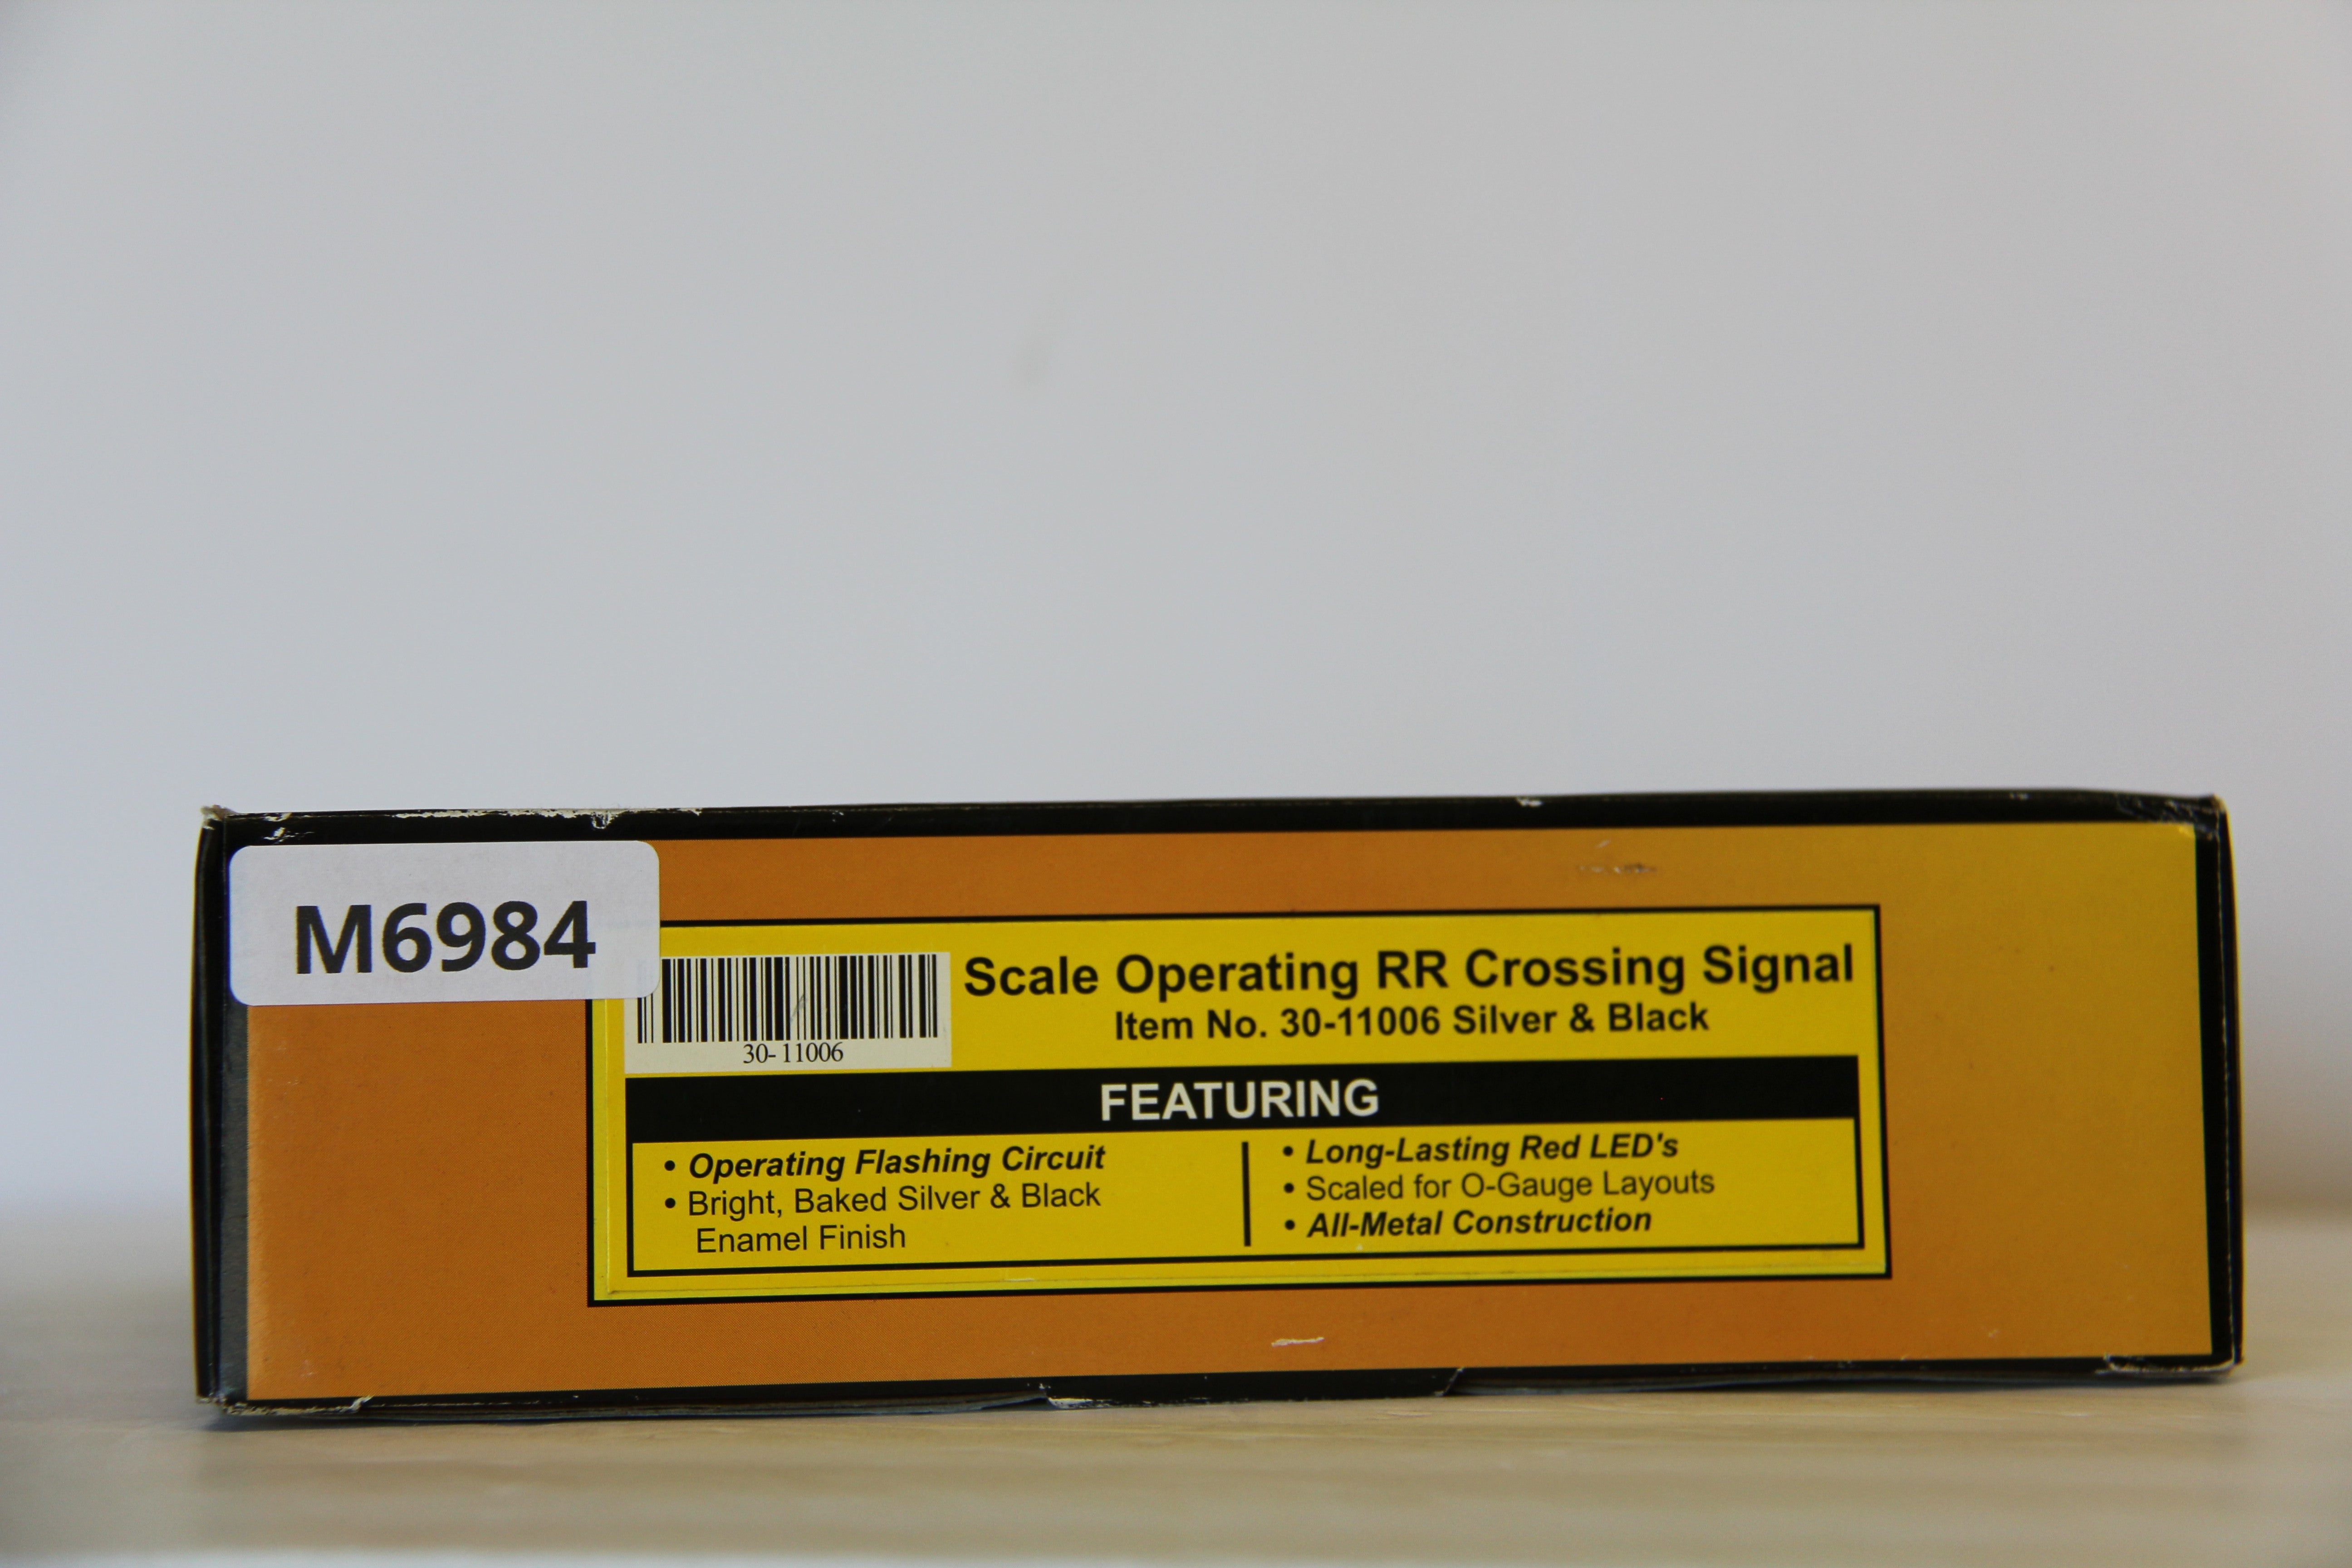 M6984
30-11006
Scale Operating RR Crossing Signal
Item No. 30-11006 Silver & Black
FEATURING
• Operating Flashing Circuit
• Bright, Baked Silver & Black
Enamel Finish
• Long-Lasting Red LED's
• Scaled for O-Gauge Layouts
• All-Metal Construction